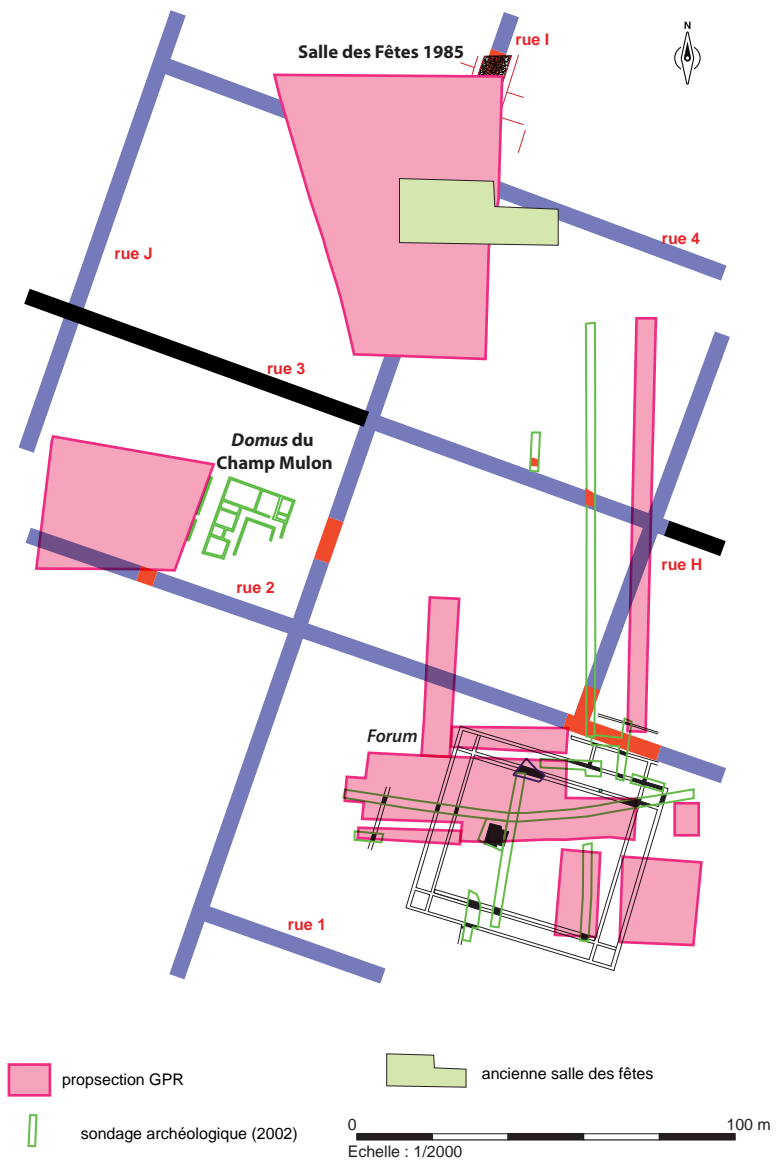 N
rue I
Salle des Fêtes 1985
rue J
rue 4
rue 3
Domus du
Champ Mulon
rue H
rue 2
Forum
rue 1
propsection GPR
ancienne salle des fêtes
sondage archéologique (2002)
0
100 m
Echelle : 1/2000